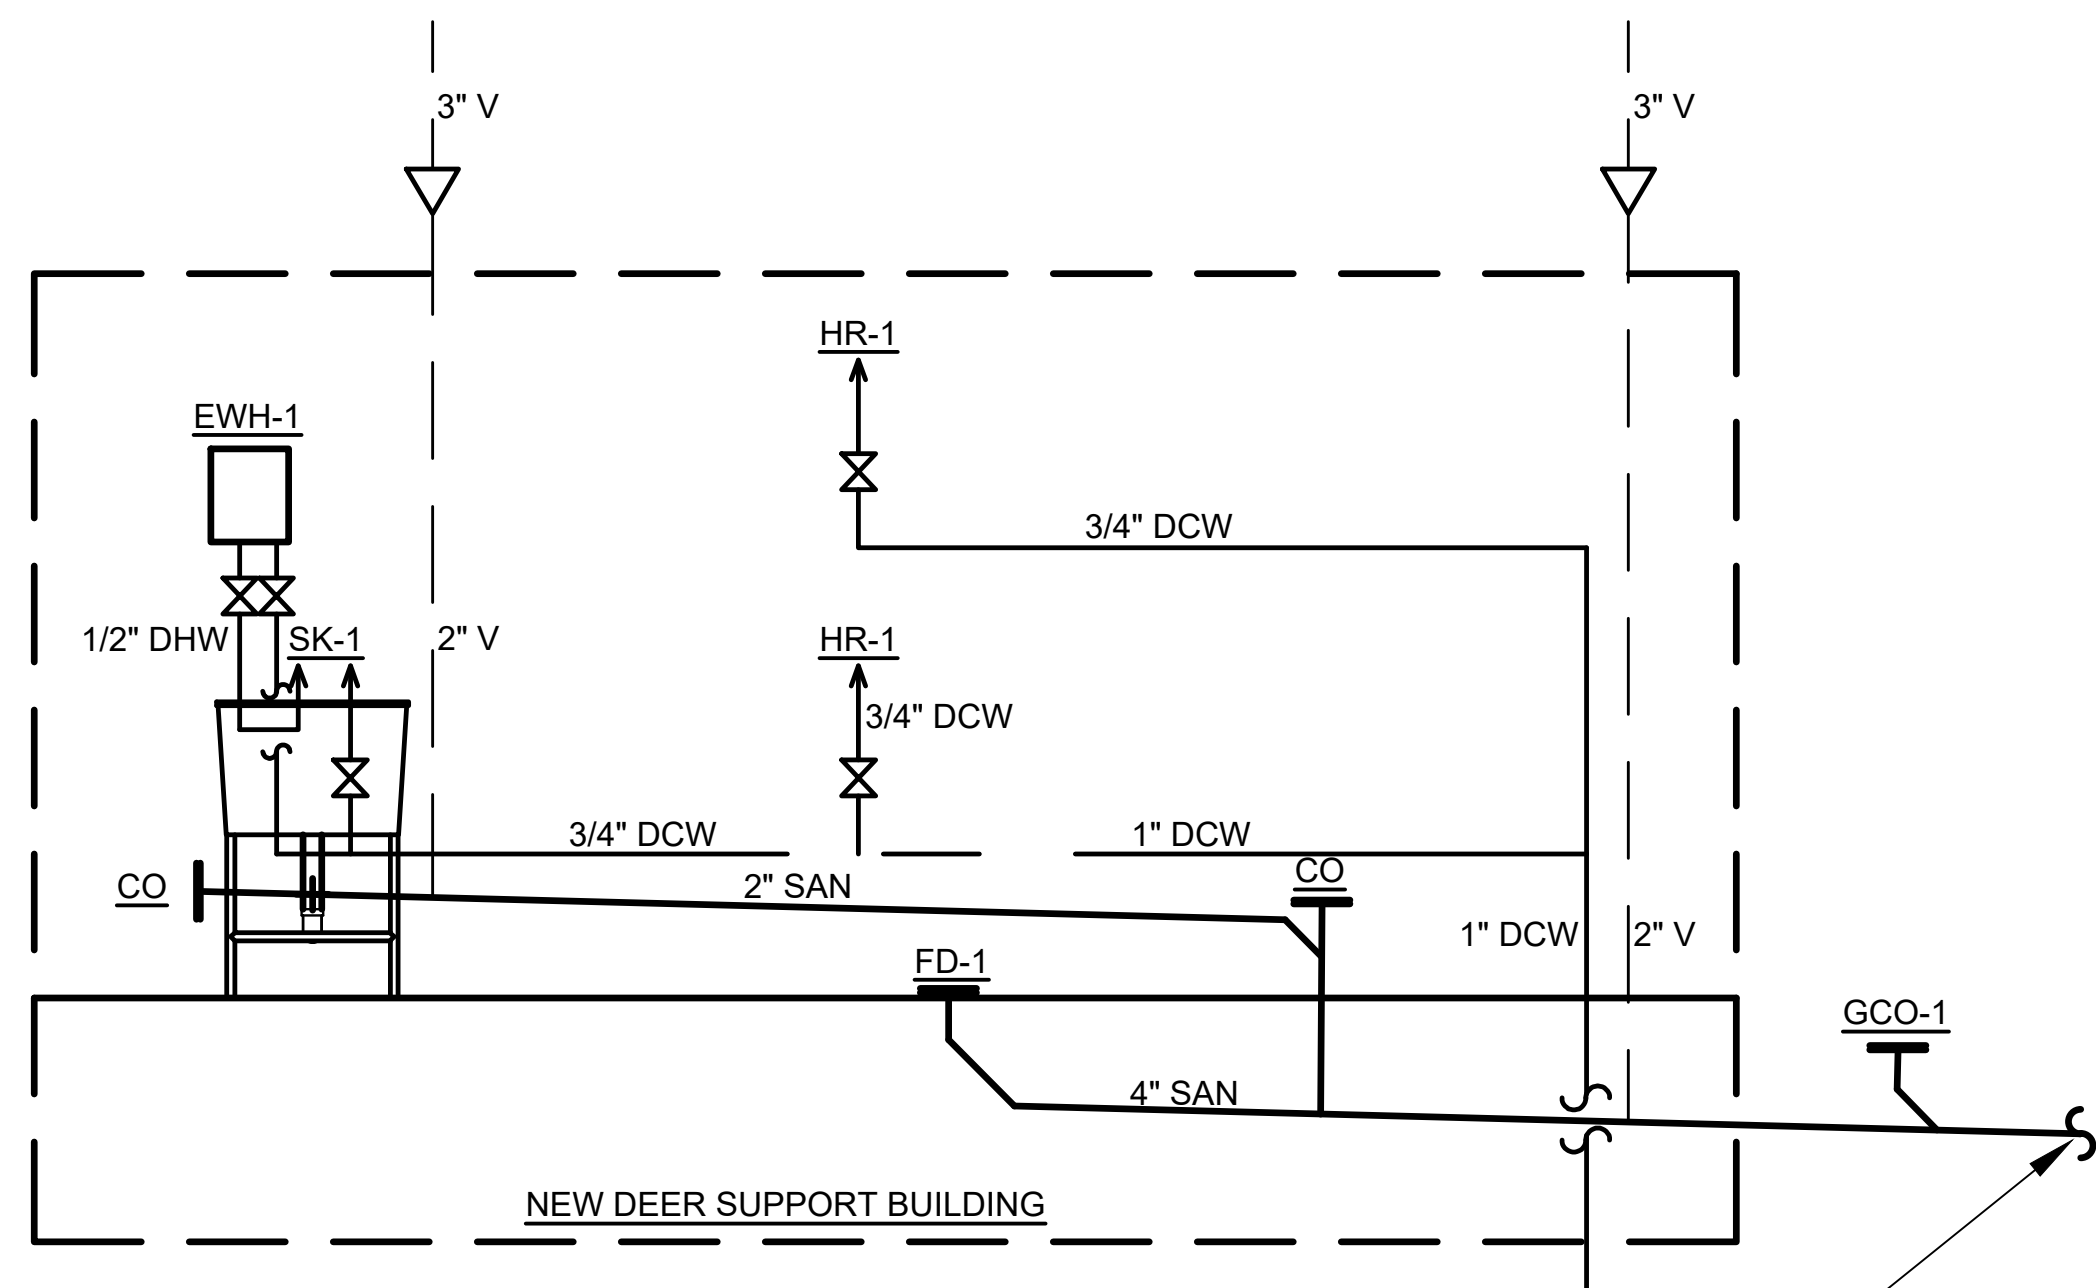 3" V
3" V
HR-1
EWH-1
3/4" DCW
1/2" DHW
SK-1
2" V
HR-1
3/4" DCW
3/4" DCW
1" DCW
CO
2" SAN
CO
1" DCW
2" V
FD-1
GCO-1
4" SAN
NEW DEER SUPPORT BUILDING